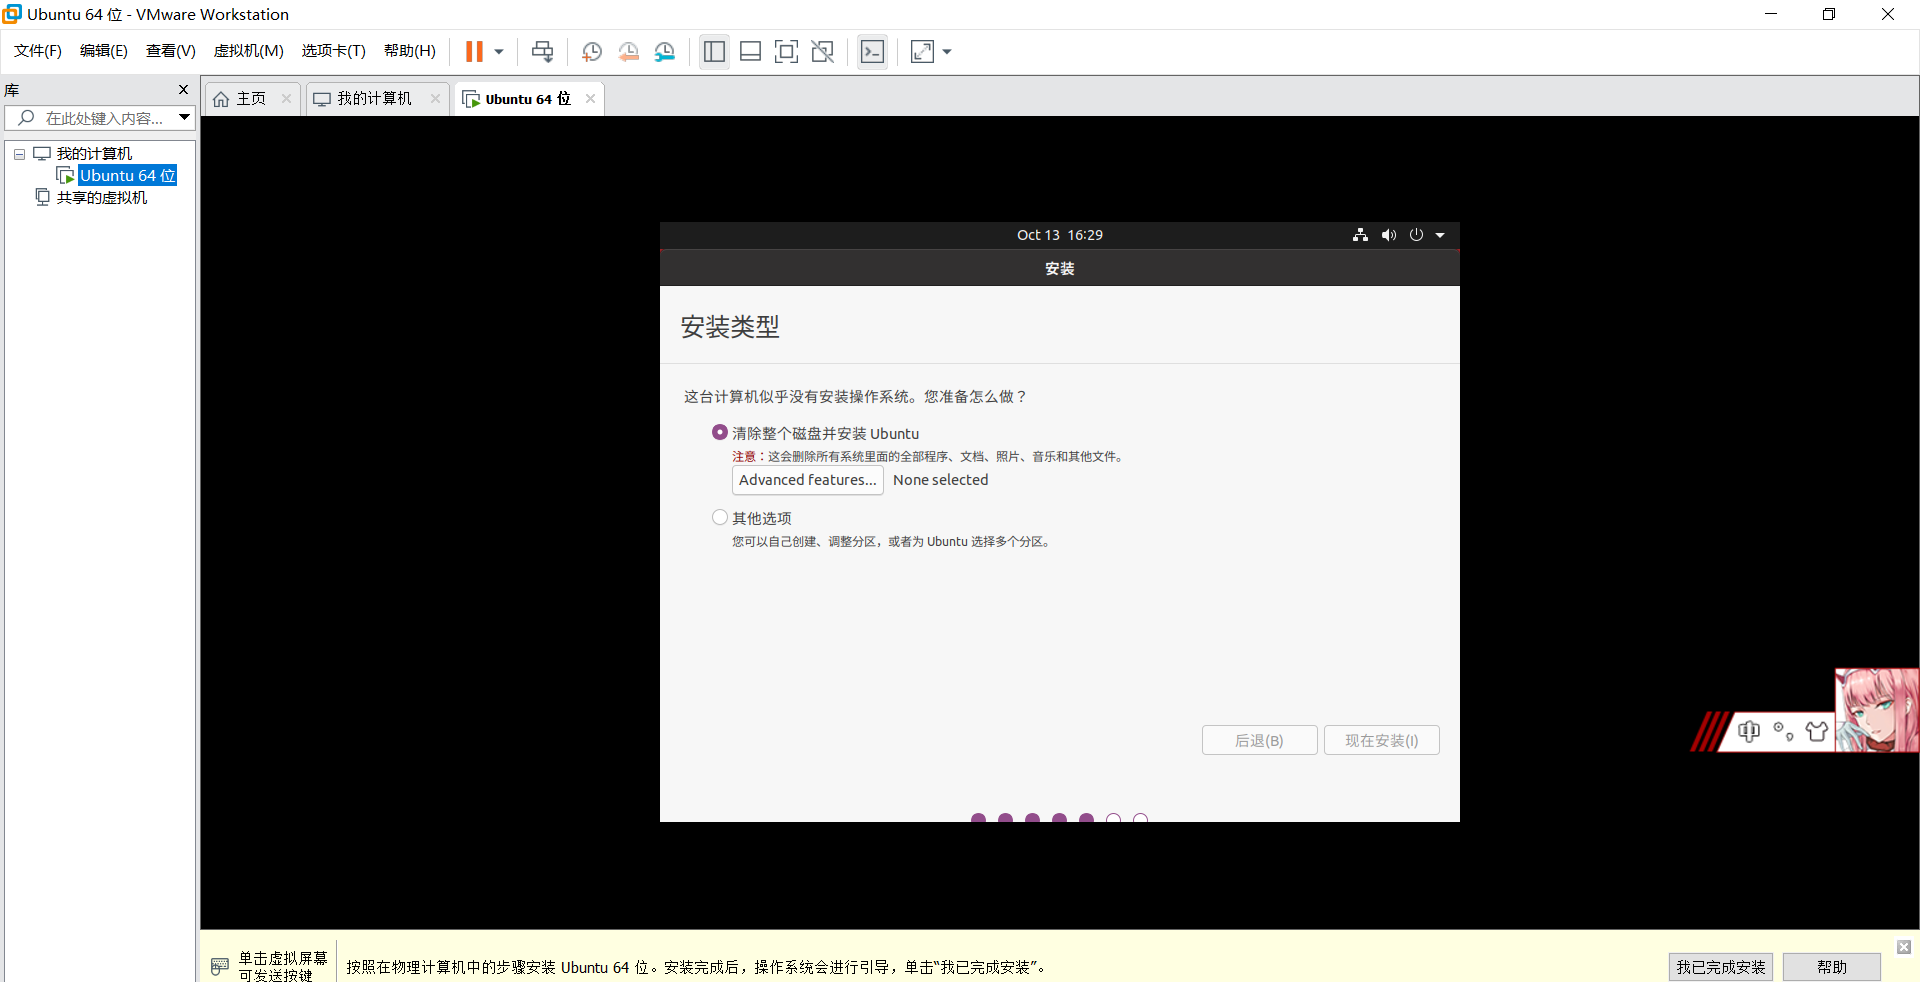 Ubuntu 64 位 - VMware Workstation
文件(F) 编辑(E) 查看(V) 虚拟机(M) 选项卡(T) 帮助(H)
库
在此处键入内容...
我的计算机
Ubuntu 64 位
共享的虚拟机
主页
我的计算机
Ubuntu 64 位
Oct 13 16:29
安装
安装类型
这台计算机似乎没有安装操作系统。您准备怎么做？
清除整个磁盘并安装 Ubuntu
注意：这会删除所有系统里面的全部程序、文档、照片、音乐和其他文件。
Advanced features... None selected
其他选项
您可以自己创建、调整分区，或者为 Ubuntu 选择多个分区。
后退(B) 现在安装(I)
中
单击虚拟屏幕
可发送按键
按照在物理计算机中的步骤安装 Ubuntu 64 位。安装完成后，操作系统会进行引导，单击“我已完成安装”。
我已完成安装 帮助